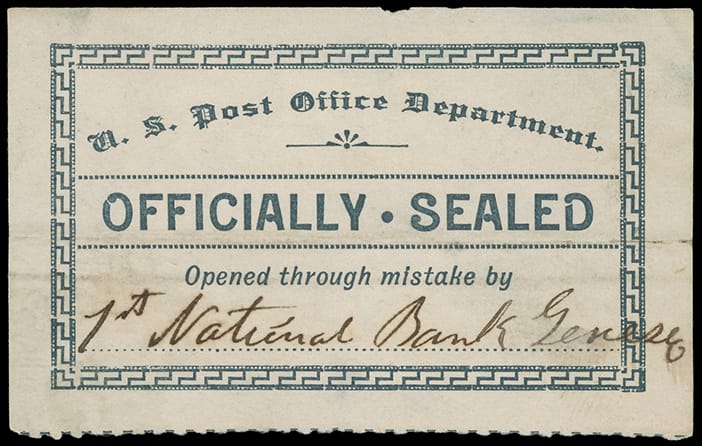 U. S. Post Office Department.
OFFICIALLY • SEALED
Opened through mistake by
1st National Bank Geneseo